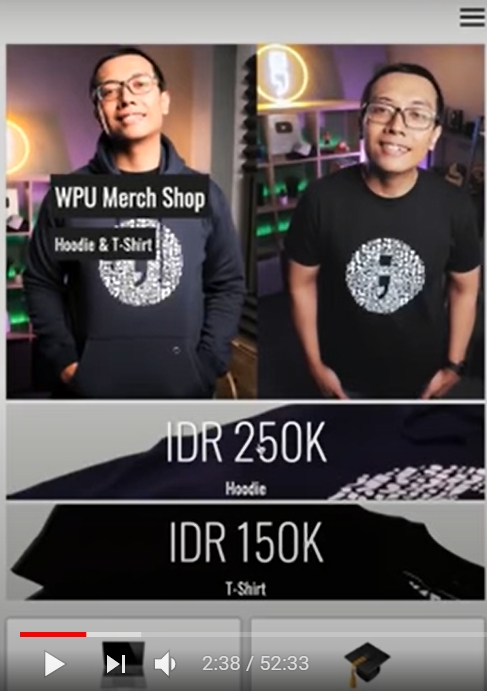 WPU Merch Shop
Hoodie & T-Shirt
IDR 250K
Hoodie
IDR 150K
T-Shirt
2:38 / 52:33